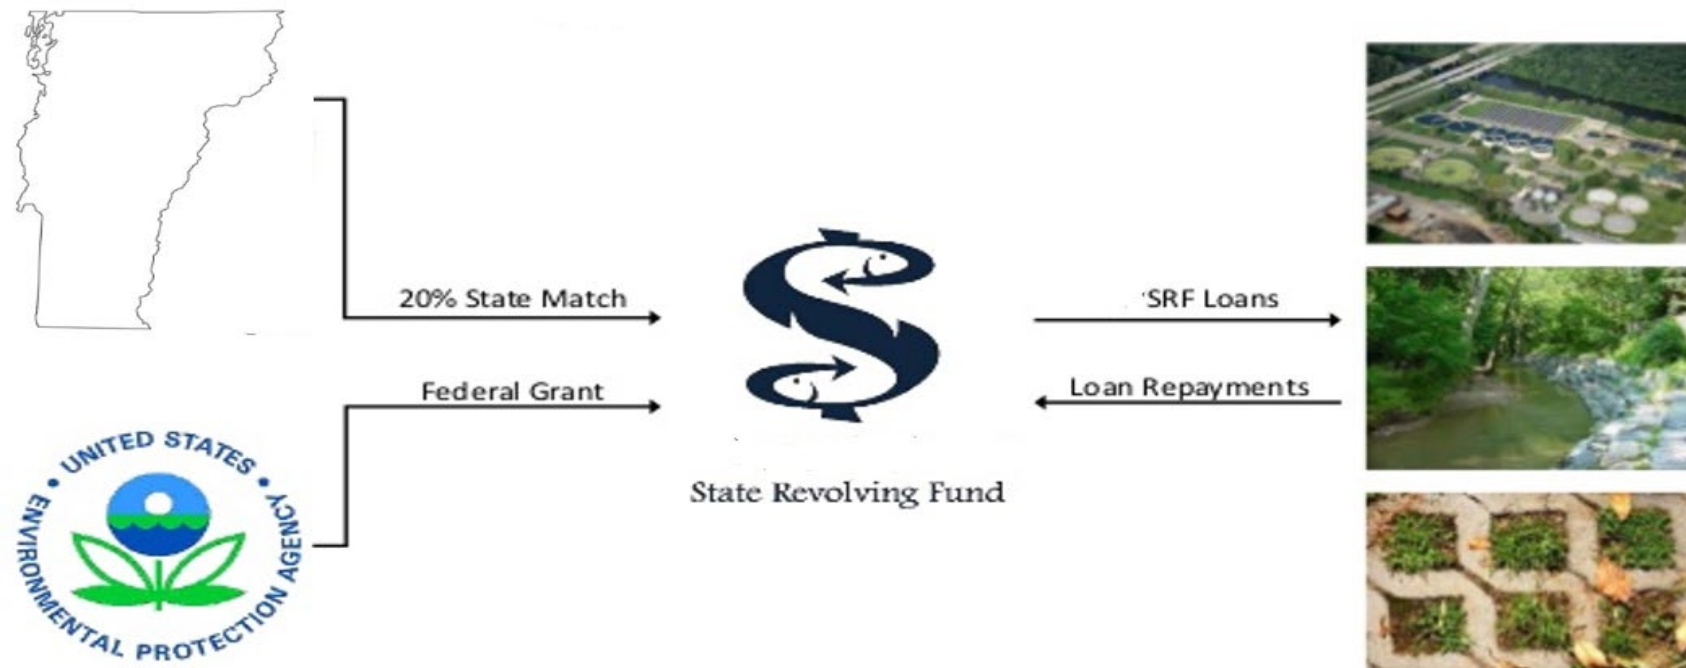 20% State Match
Federal Grant
UNITED STATES
ENVIRONMENTAL PROTECTION AGENCY
State Revolving Fund
SRF Loans
Loan Repayments